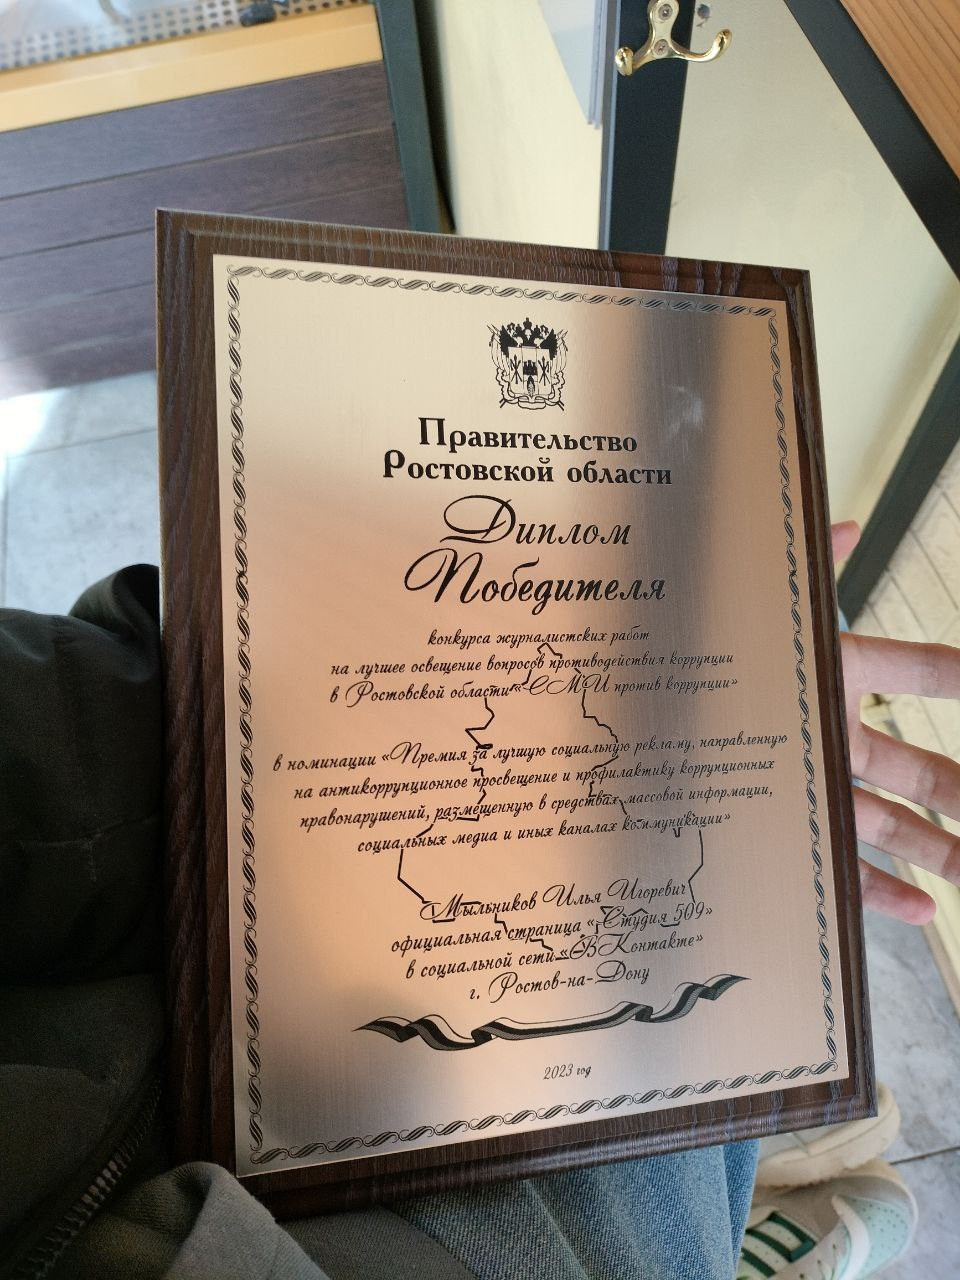 Правительство
Ростовской области
Диплом
Победителя
конкурса журналистских работ
на лучшее освещение вопросов противодействия коррупции
в Ростовской области «СМИ против коррупции»
в номинации «Премия за лучшую социальную рекламу, направленную
на антикоррупционное просвещение и профилактику коррупционных
правонарушений, размещенную в средствах массовой информации,
социальных медиа и иных каналах коммуникации»
Мыльников Илья Игоревич
официальная страница «Студия 509»
в социальной сети «ВКонтакте»
г. Ростов-на-Дону
2023 год